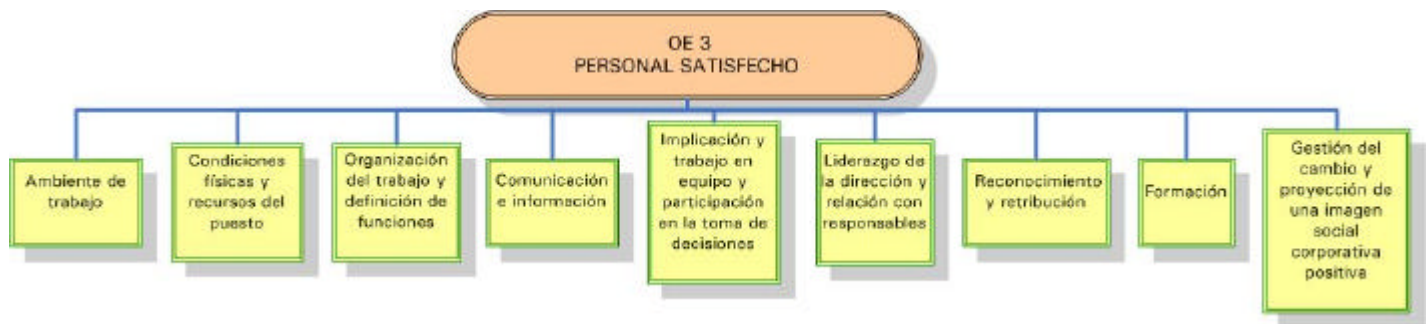 OE 3
PERSONAL SATISFECHO
Ambiente de
trabajo
Condiciones
físicas y
recursos del
puesto
Organización
del trabajo y
definición de
funciones
Comunicación
e información
Implicación y
trabajo en
equipo y
participación
en la toma de
decisiones
Liderazgo de
la dirección y
relación con
responsables
Reconocimiento
y retribución
Formación
Gestión del
cambio y
proyección de
una imagen
social
corporativa
positiva